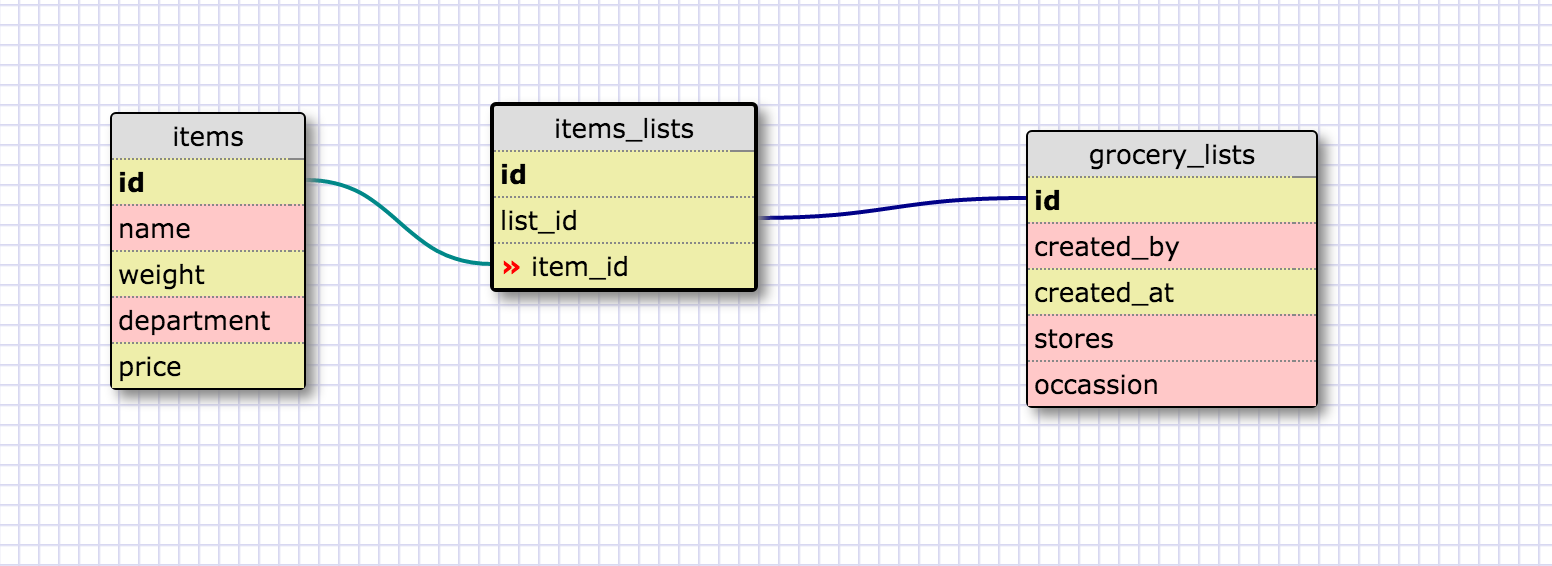 items
id
name
weight
department
price
items_lists
id
list_id
» item_id
grocery_lists
id
created_by
created_at
stores
occassion